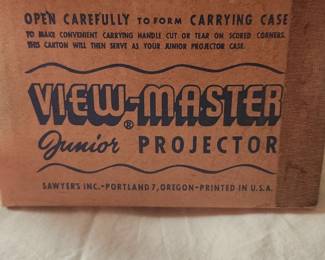 OPEN CAREFULLY TO FORM CARRYING CASE
TO MAKE CONVENIENT CARRYING HANDLE CUT OR TEAR ON SCORED CORNERS.
THIS CARTON WILL THEN SERVE AS YOUR JUNIOR PROJECTOR CASE.
VIEW-MASTER
®
Junior PROJECTOR
SAWYER'S INC.-PORTLAND 7, OREGON-PRINTED IN U.S.A.